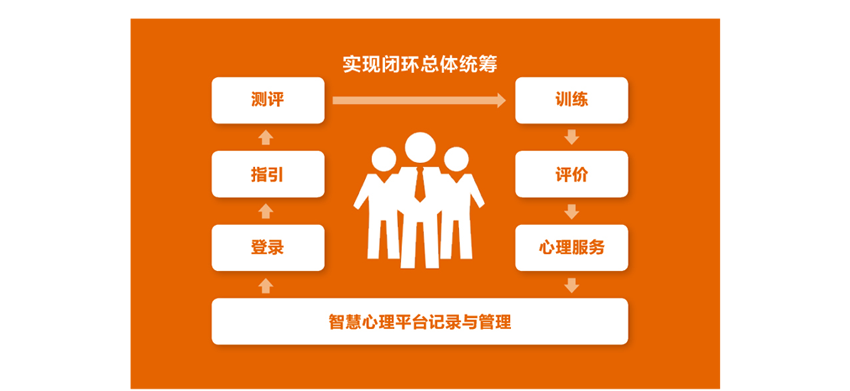 实现闭环总体统筹
测评
训练
指引
评价
登录
心理服务
智慧心理平台记录与管理